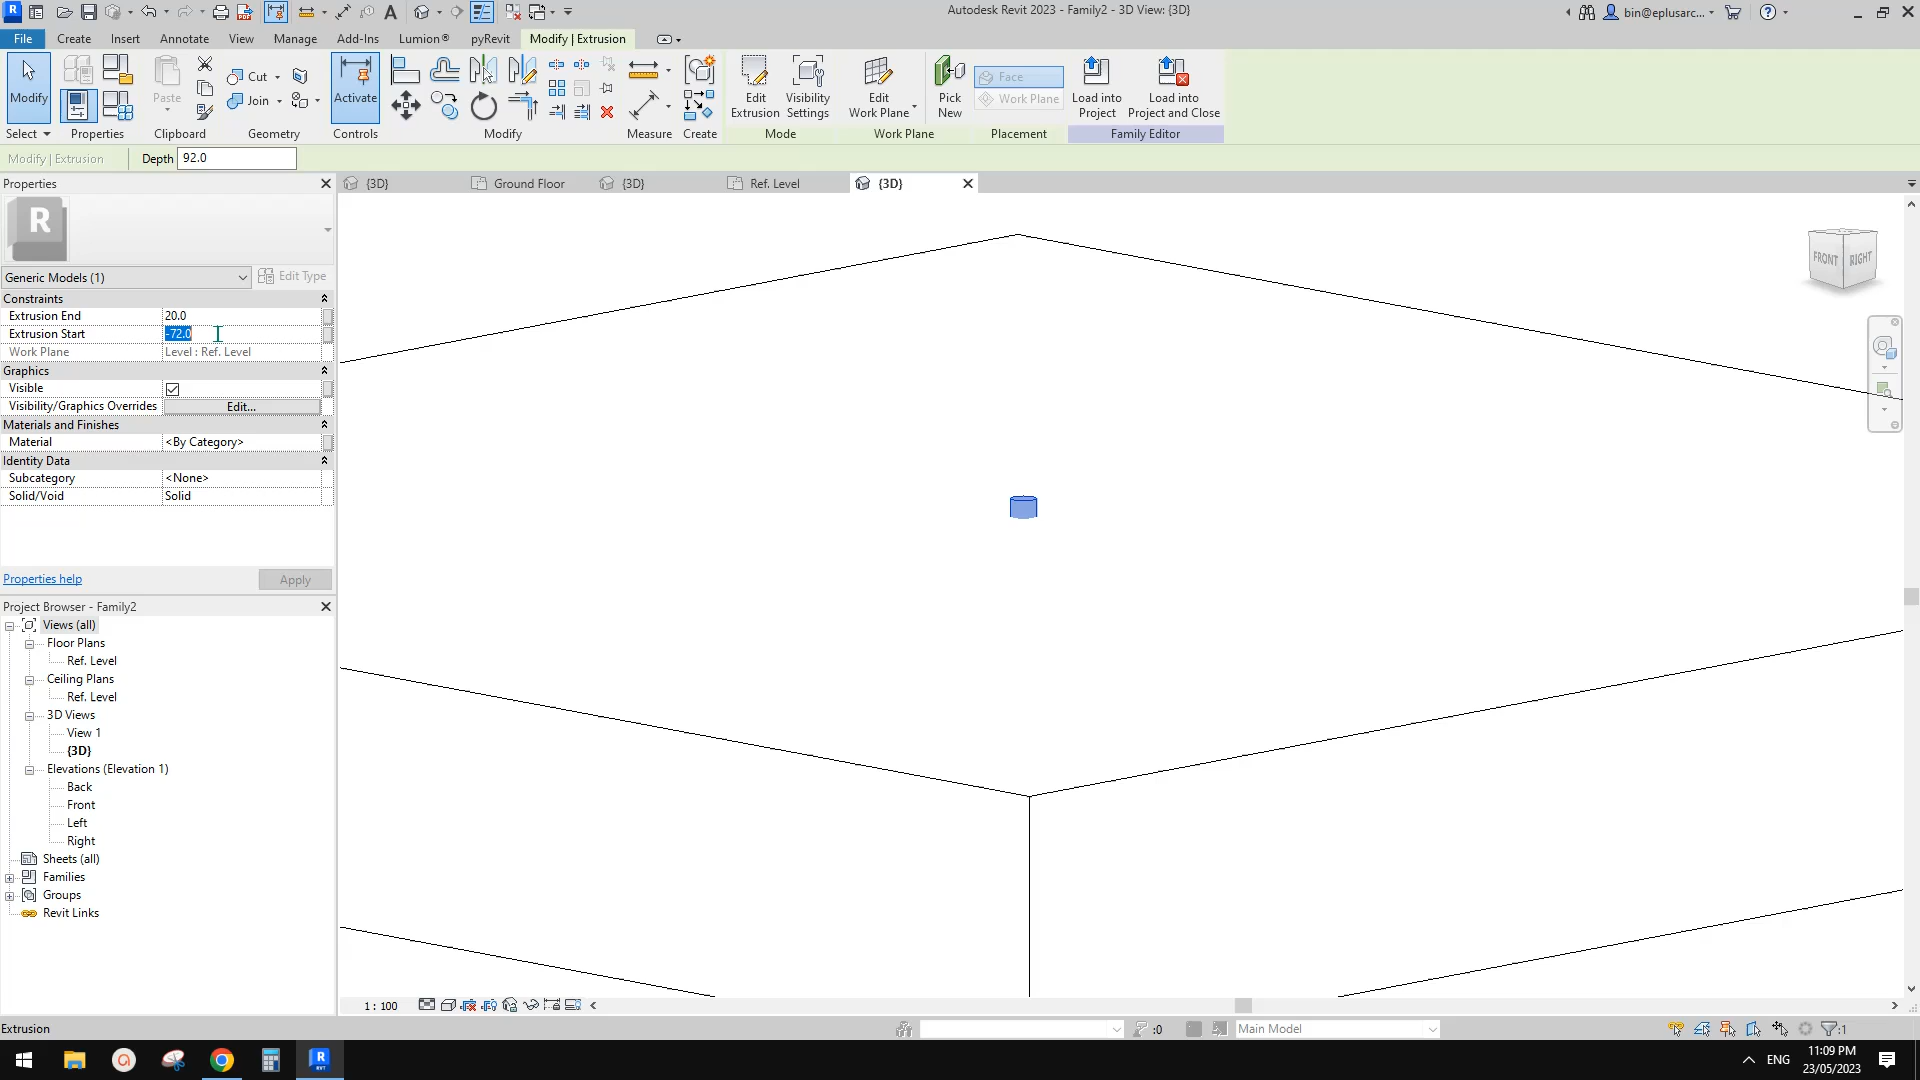 Autodesk Revit 2023 - Family2 - 3D View: {3D}
bin@eplusarc...
File Create Insert Annotate View Manage Add-Ins Lumion® pyRevit Modify | Extrusion
Modify
Paste
Cut
Join
Activate
Edit Extrusion
Visibility Settings
Edit Work Plane
Pick New
Face
Work Plane
Load into Project
Load into Project and Close
Select Properties Clipboard Geometry Controls Modify Measure Create Mode Work Plane Placement Family Editor
Modify | Extrusion Depth 92.0
Properties
{3D} Ground Floor {3D} Ref. Level {3D}
R
Generic Models (1) Edit Type
Constraints
Extrusion End 20.0
Extrusion Start -72.0
Work Plane Level : Ref. Level
Graphics
Visible
Visibility/Graphics Overrides Edit...
Materials and Finishes
Material <By Category>
Identity Data
Subcategory <None>
Solid/Void Solid
Properties help Apply
FRONT RIGHT
Project Browser - Family2
Views (all)
Floor Plans
Ref. Level
Ceiling Plans
Ref. Level
3D Views
View 1
{3D}
Elevations (Elevation 1)
Back
Front
Left
Right
Sheets (all)
Families
Groups
Revit Links
1 : 100
Extrusion
:0
Main Model
:1
ENG
11:09 PM
23/05/2023